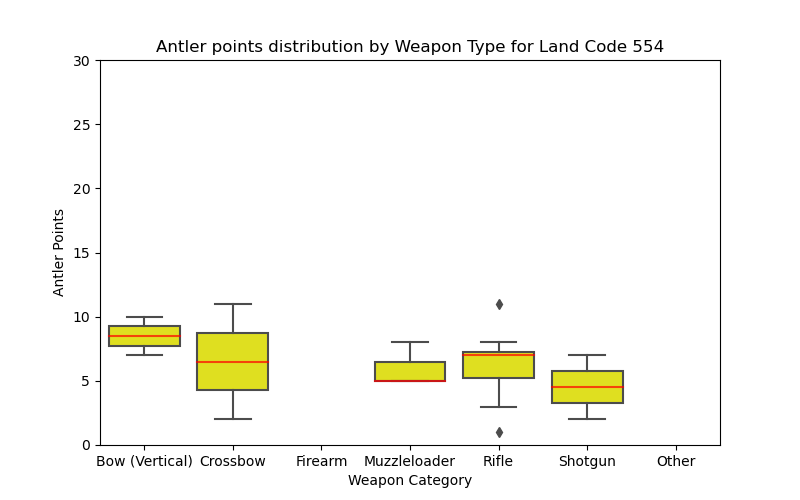 Antler points distribution by Weapon Type for Land Code 554
30
25
20
15
10
5
0
Antler Points
Bow (Vertical) Crossbow Firearm Muzzleloader Rifle Shotgun Other
Weapon Category